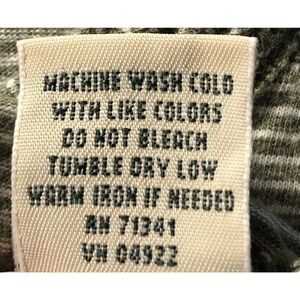 MACHINE WASH COLD
WITH LIKE COLORS
DO NOT BLEACH
TUMBLE DRY LOW
WARM IRON IF NEEDED
RN 71341
VN 04922